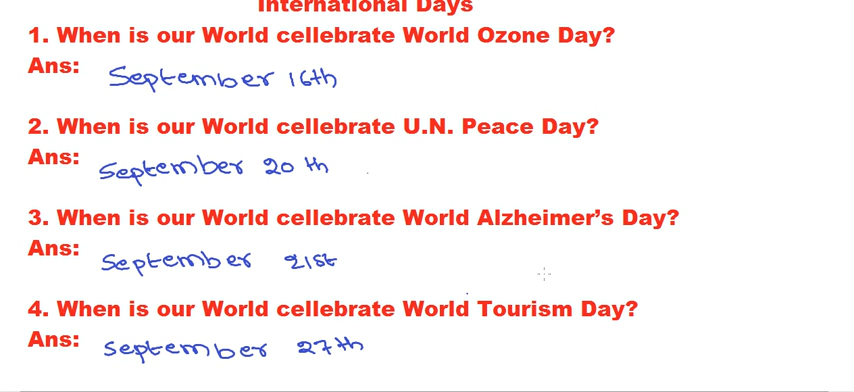 International Days
1. When is our World cellebrate World Ozone Day?
Ans: September 16th
2. When is our World cellebrate U.N. Peace Day?
Ans: September 20 th
3. When is our World cellebrate World Alzheimer’s Day?
Ans: September 21st
4. When is our World cellebrate World Tourism Day?
Ans: September 27th